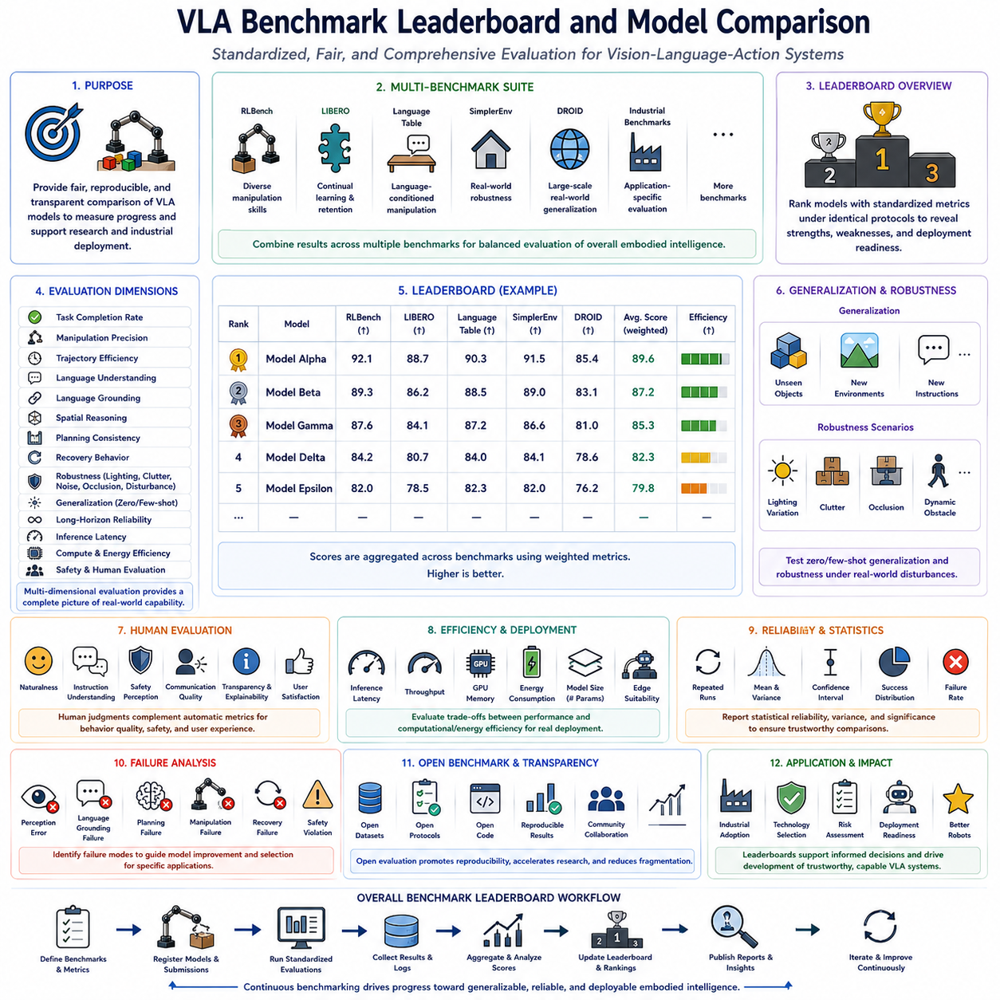 VLA Benchmark Leaderboard and Model Comparison
Standardized, Fair, and Comprehensive Evaluation for Vision-Language-Action Systems
1. PURPOSE
Provide fair, reproducible, and
transparent comparison of VLA
models to measure progress and
support research and industrial
deployment.
2. MULTI-BENCHMARK SUITE
RLBench
Diverse
manipulation
skills
LIBERO
Continual
learning &
retention
Language
Table
Language-
conditioned
manipulation
SimplerEnv
Real-world
robustness
DROID
Large-scale
real-world
generalization
Industrial
Benchmarks
Application-
specific
evaluation
...
More
benchmarks
Combine results across multiple benchmarks for balanced evaluation of overall embodied intelligence.
3. LEADERBOARD OVERVIEW
2 1 3
Rank models with standardized metrics
under identical protocols to reveal
strengths, weaknesses, and deployment
readiness.
4. EVALUATION DIMENSIONS
Task Completion Rate
Manipulation Precision
Trajectory Efficiency
Language Understanding
Language Grounding
Spatial Reasoning
Planning Consistency
Recovery Behavior
Robustness (Lighting, Clutter,
Noise, Occlusion, Disturbance)
Generalization (Zero/Few-shot)
Long-Horizon Reliability
Inference Latency
Compute & Energy Efficiency
Safety & Human Evaluation
Multi-dimensional evaluation provides a
complete picture of real-world capability.
5. LEADERBOARD (EXAMPLE)
Rank Model RLBench (↑) LIBERO (↑) Language Table (↑) SimplerEnv (↑) DROID (↑) Avg. Score (weighted) Efficiency (↑)
1 Model Alpha 92.1 88.7 90.3 91.5 85.4 89.6
2 Model Beta 89.3 86.2 88.5 89.0 83.1 87.2
3 Model Gamma 87.6 84.1 87.2 86.6 81.0 85.3
4 Model Delta 84.2 80.7 84.0 84.1 78.6 82.3
5 Model Epsilon 82.0 78.5 82.3 82.0 76.2 79.8
... — — — — — — — —
Scores are aggregated across benchmarks using weighted metrics.
Higher is better.
6. GENERALIZATION & ROBUSTNESS
Generalization
Unseen
Objects
New
Environments
New
Instructions
...
Robustness Scenarios
Lighting
Variation
Clutter
Occlusion
Dynamic
Obstacle
...
Test zero/few-shot generalization and
robustness under real-world disturbances.
7. HUMAN EVALUATION
Naturalness
Instruction
Understanding
Safety
Perception
Communication
Quality
Transparency &
Explainability
User
Satisfaction
Human judgments complement automatic metrics for
behavior quality, safety, and user experience.
8. EFFICIENCY & DEPLOYMENT
Inference
Latency
Throughput
GPU
GPU
Memory
Energy
Consumption
Model Size
(# Params)
Edge
Suitability
Evaluate trade-offs between performance and
computational/energy efficiency for real deployment.
9. & STATISTICS
Repeated
Runs
Mean &
Variance
Confidence
Interval
Success
Distribution
Failure
Rate
Report statistical reliability, variance, and significance
to ensure trustworthy comparisons.
10. FAILURE ANALYSIS
Perception
Error
Language
Grounding
Failure
Planning
Failure
Manipulation
Failure
Recovery
Failure
Safety
Violation
Identify failure modes to guide model improvement and selection
for specific applications.
11. OPEN BENCHMARK & TRANSPARENCY
Open
Datasets
Open
Protocols
Open
Code
Reproducible
Results
Community
Collaboration
Open evaluation promotes reproducibility, accelerates research, and reduces fragmentation.
12. APPLICATION & IMPACT
Industrial
Adoption
Technology
Selection
Risk
Assessment
Deployment
Readiness
Better
Robots
Leaderboards support informed decisions and drive
development of trustworthy, capable VLA systems.
OVERALL BENCHMARK LEADERBOARD WORKFLOW
Define Benchmarks
& Metrics
Register Models &
Submissions
Run Standardized
Evaluations
Collect Results &
Logs
Aggregate & Analyze
Scores
2 1 3
Update Leaderboard
& Rankings
Publish Reports &
Insights
Iterate & Improve
Continuously
Continuous benchmarking drives progress toward generalizable, reliable, and deployable embodied intelligence.